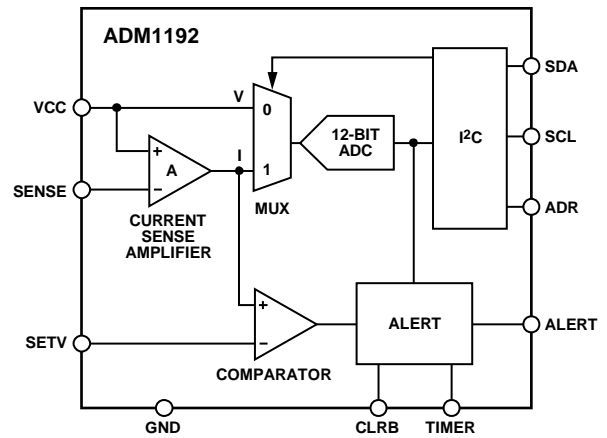 ADM1192
VCC
SENSE
SETV
V
0
I
1
MUX
+
A
−
CURRENT
SENSE
AMPLIFIER
12-BIT
ADC
I²C
SDA
SCL
ADR
+
−
COMPARATOR
ALERT
ALERT
GND
CLRB
TIMER